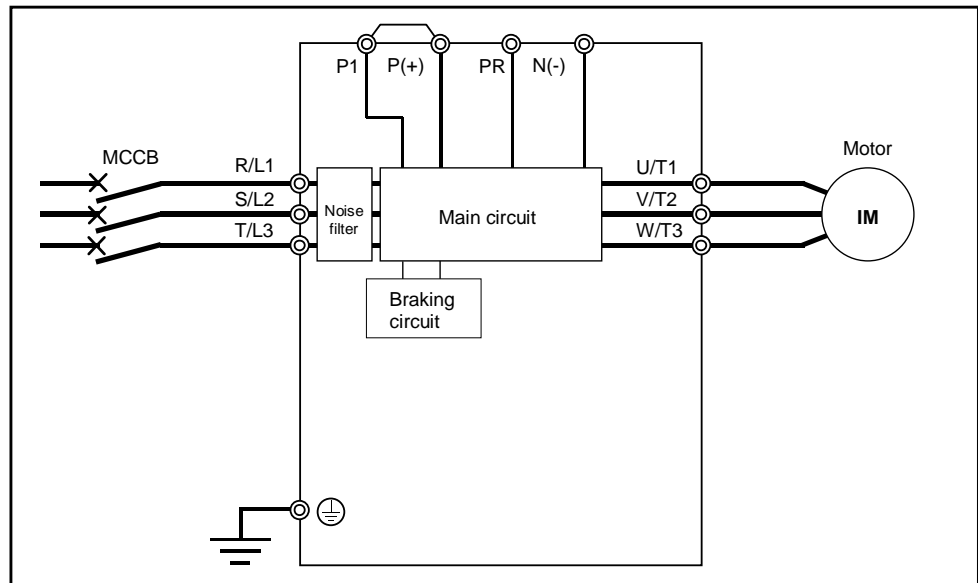 P1 P(+) PR N(-)
MCCB
R/L1
S/L2
T/L3
Noise
filter
Main circuit
Braking
circuit
U/T1
V/T2
W/T3
Motor
IM